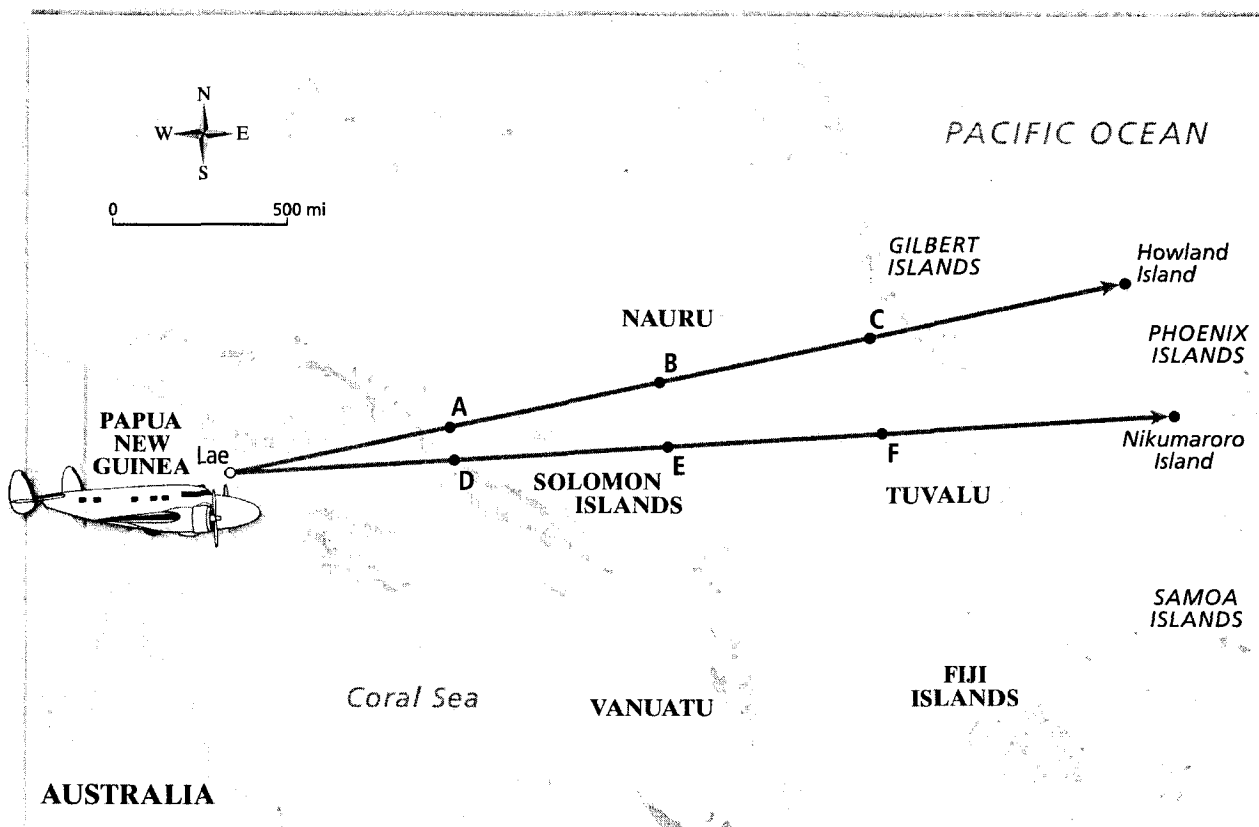 N
W E
S
PACIFIC OCEAN
0 500 mi
GILBERT
ISLANDS
Howland
Island
NAURU
C
PHOENIX
ISLANDS
B
A
PAPUA
NEW
GUINEA
Lae
D
SOLOMON
ISLANDS
E
F
TUVALU
Nikumaroro
Island
SAMOA
ISLANDS
Coral Sea
VANUATU
FIJI
ISLANDS
AUSTRALIA